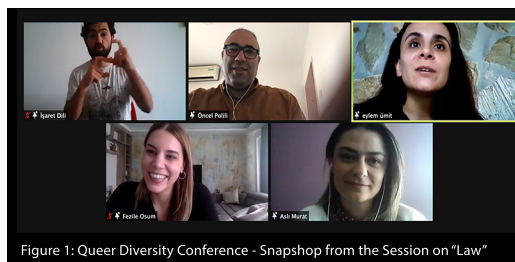 İşaret Dili
Öncel Polili
eylem ümit
Fezile Osum
Aslı Murat
Figure 1: Queer Diversity Conference - Snapshop from the Session on “Law”